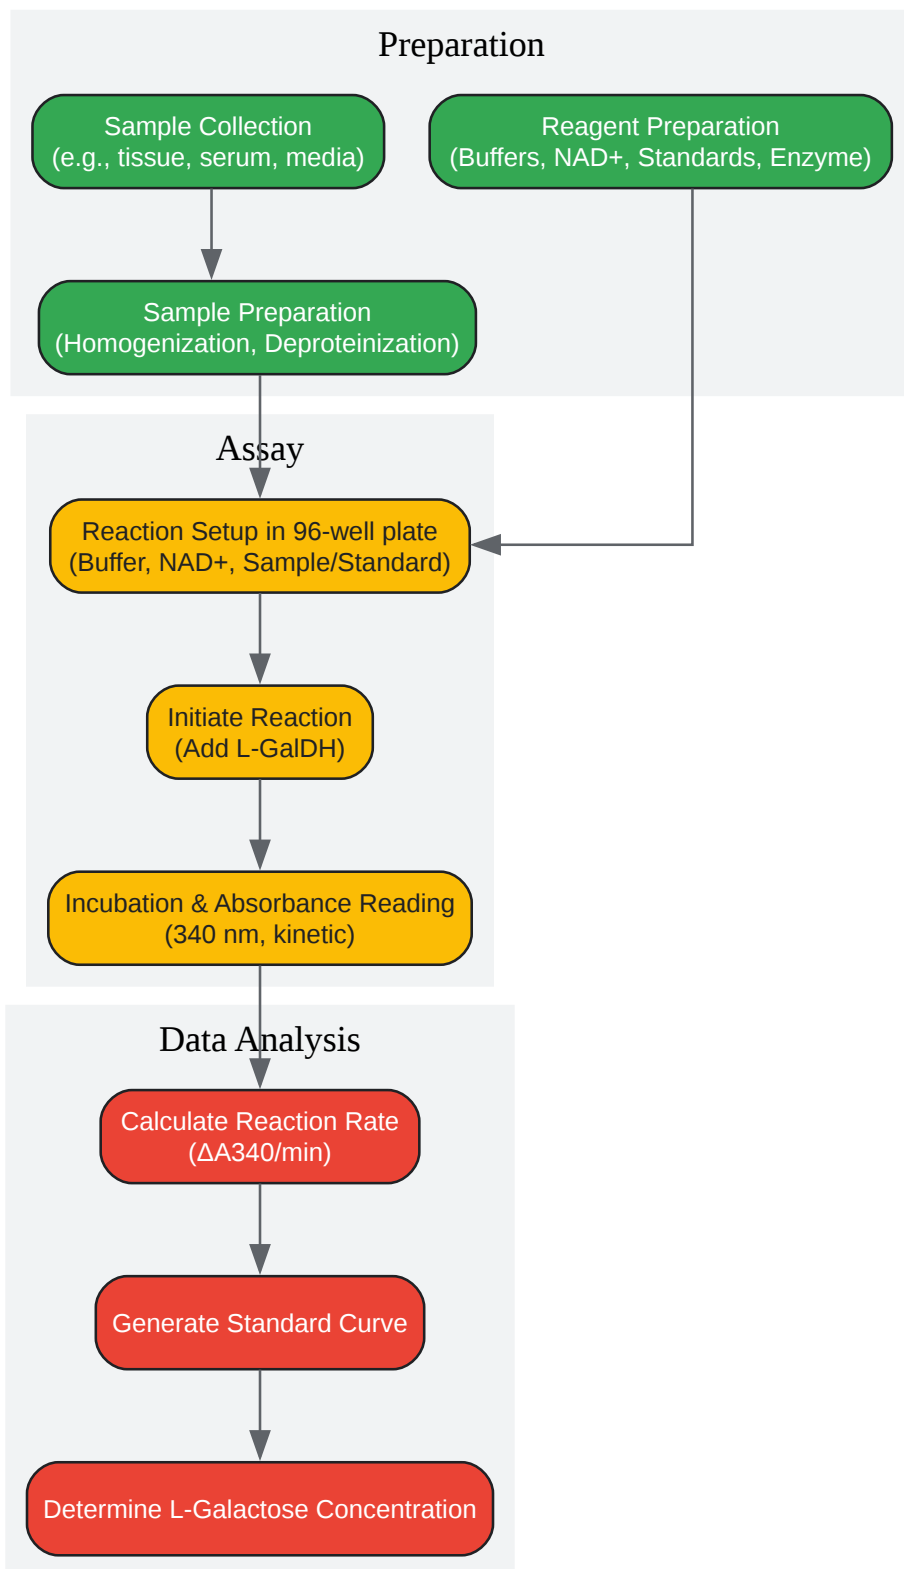 Preparation
Sample Collection
(e.g., tissue, serum, media)
Reagent Preparation
(Buffers, NAD+, Standards, Enzyme)
Sample Preparation
(Homogenization, Deproteinization)
Assay
Reaction Setup in 96-well plate
(Buffer, NAD+, Sample/Standard)
Initiate Reaction
(Add L-GalDH)
Incubation & Absorbance Reading
(340 nm, kinetic)
Data Analysis
Calculate Reaction Rate
(ΔA340/min)
Generate Standard Curve
Determine L-Galactose Concentration